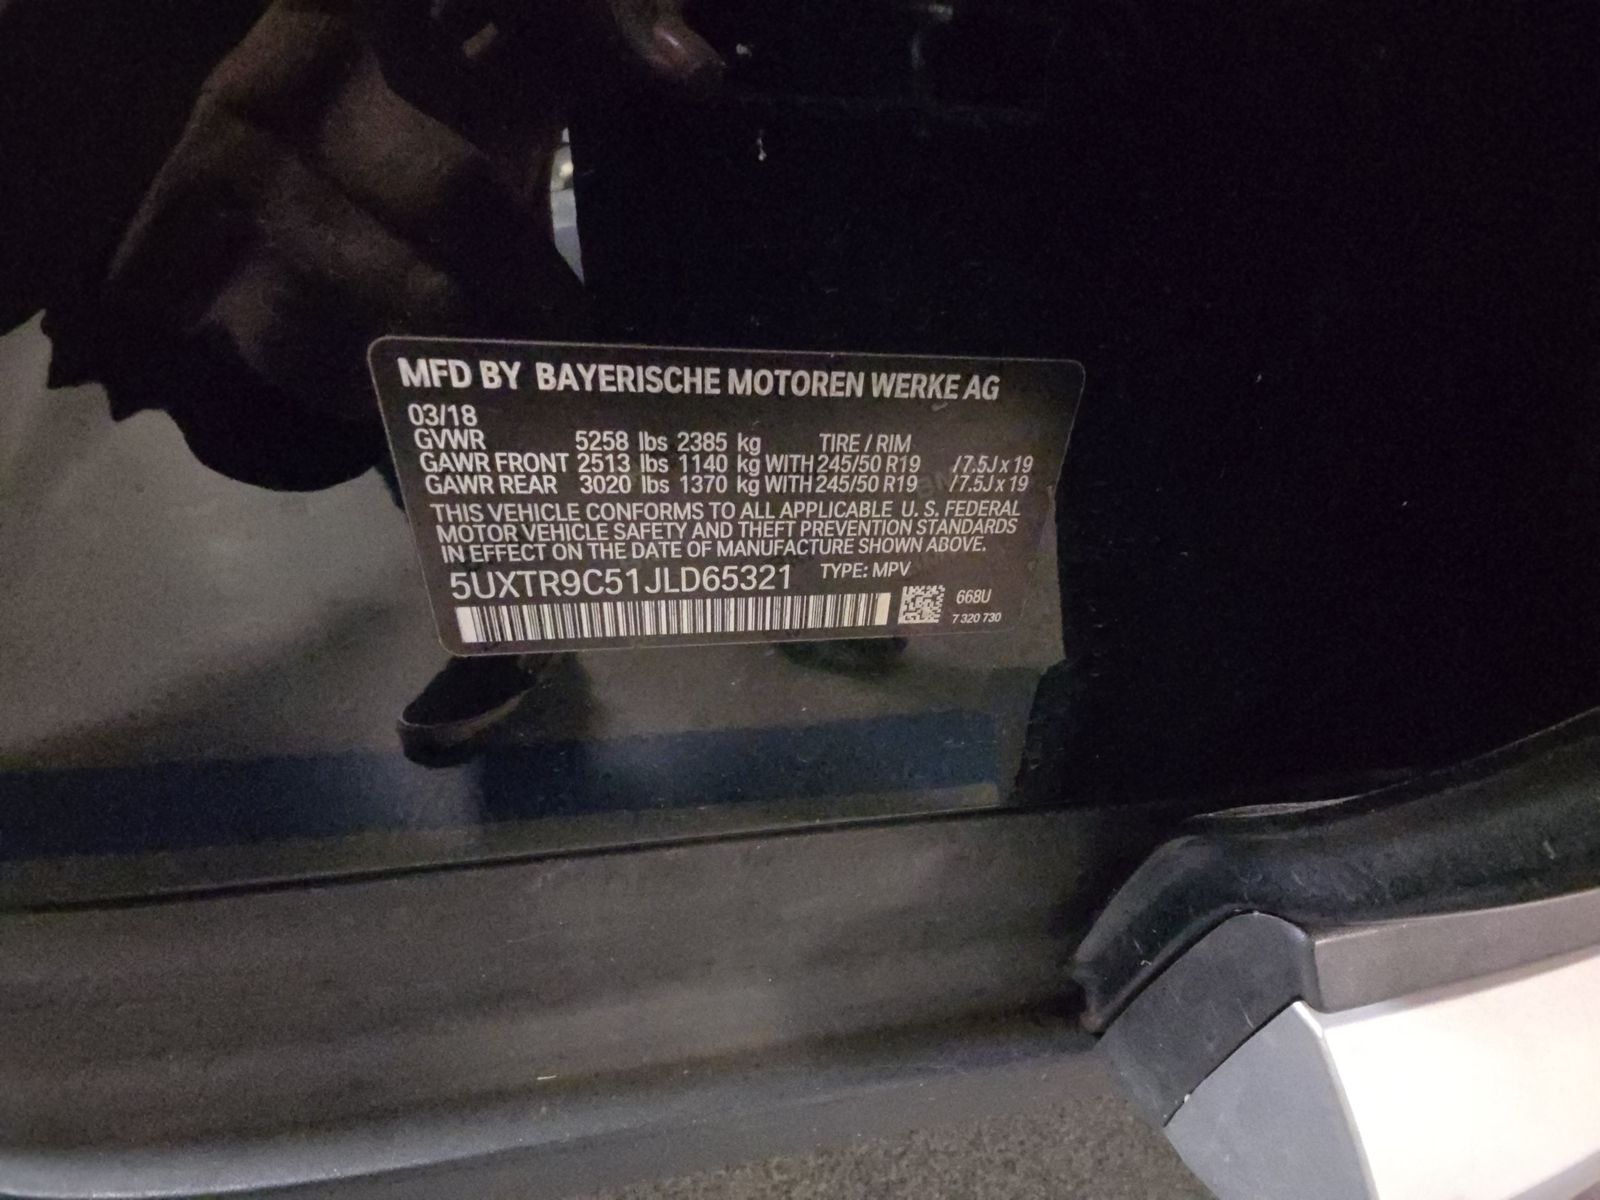 MFD BY BAYERISCHE MOTOREN WERKE AG
03/18
GVWR 5258 lbs 2385 kg TIRE / RIM
GAWR FRONT 2513 lbs 1140 kg WITH 245/50 R19 / 7.5J x 19
GAWR REAR 3020 lbs 1370 kg WITH 245/50 R19 / 7.5J x 19
THIS VEHICLE CONFORMS TO ALL APPLICABLE U. S. FEDERAL
MOTOR VEHICLE SAFETY AND THEFT PREVENTION STANDARDS
IN EFFECT ON THE DATE OF MANUFACTURE SHOWN ABOVE.
5UXTR9C51JLD65321 TYPE: MPV
668U
7 320 730